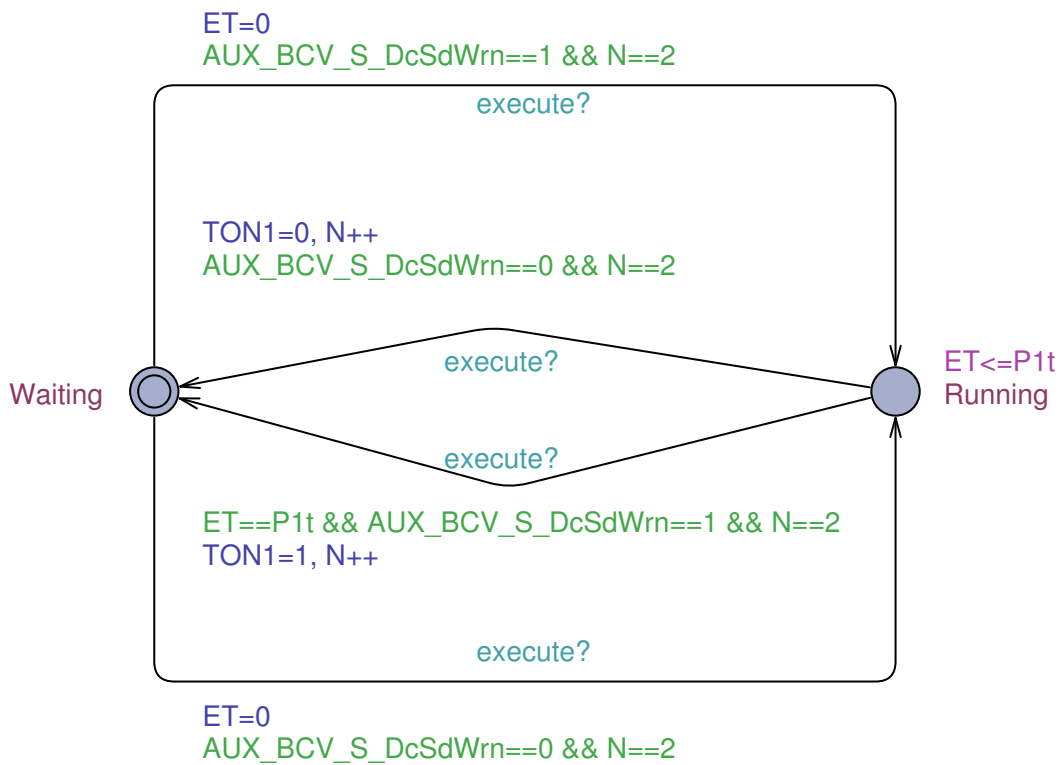 ET=0
AUX_BCV_S_DcSdWrn==1 && N==2
execute?
TON1=0, N++
AUX_BCV_S_DcSdWrn==0 && N==2
execute?
ET<=P1t
Waiting
Running
execute?
ET==P1t && AUX_BCV_S_DcSdWrn==1 && N==2
TON1=1, N++
execute?
ET=0
AUX_BCV_S_DcSdWrn==0 && N==2